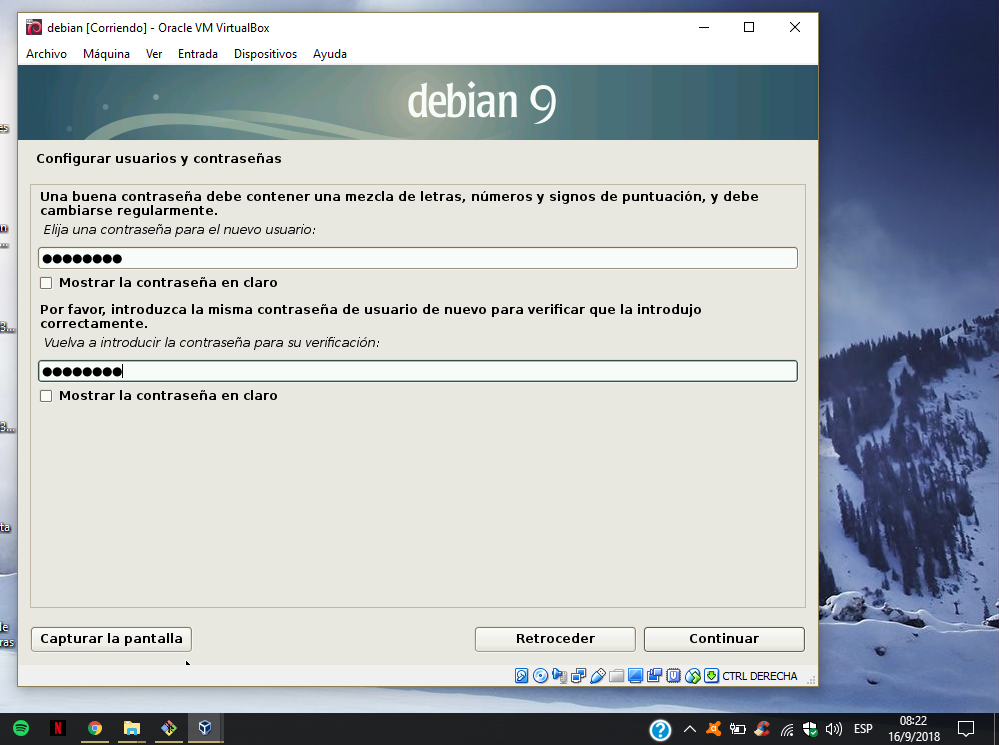 debian [Corriendo] - Oracle VM VirtualBox
Archivo Máquina Ver Entrada Dispositivos Ayuda
debian 9
Configurar usuarios y contraseñas
Una buena contraseña debe contener una mezcla de letras, números y signos de puntuación, y debe
cambiarse regularmente.
Elija una contraseña para el nuevo usuario:
●●●●●●●●
Mostrar la contraseña en claro
Por favor, introduzca la misma contraseña de usuario de nuevo para verificar que la introdujo
correctamente.
Vuelva a introducir la contraseña para su verificación:
●●●●●●●●
Mostrar la contraseña en claro
Capturar la pantalla Retroceder Continuar
CTRL DERECHA
ESP
08:22
16/9/2018